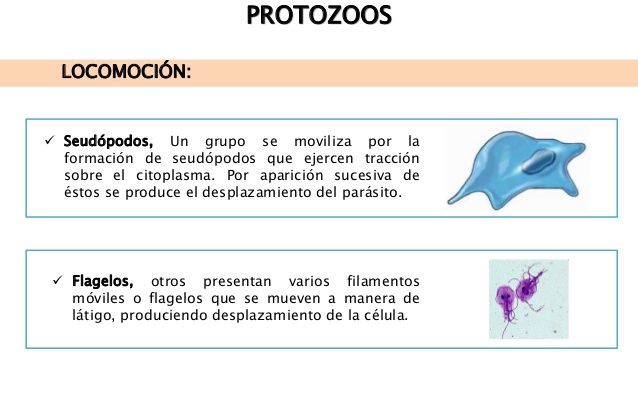 PROTOZOOS
LOCOMOCIÓN:
✓ Seudópodos, Un grupo se moviliza por la
formación de seudópodos que ejercen tracción
sobre el citoplasma. Por aparición sucesiva de
éstos se produce el desplazamiento del parásito.
✓ Flagelos, otros presentan varios filamentos
móviles o flagelos que se mueven a manera de
látigo, produciendo desplazamiento de la célula.